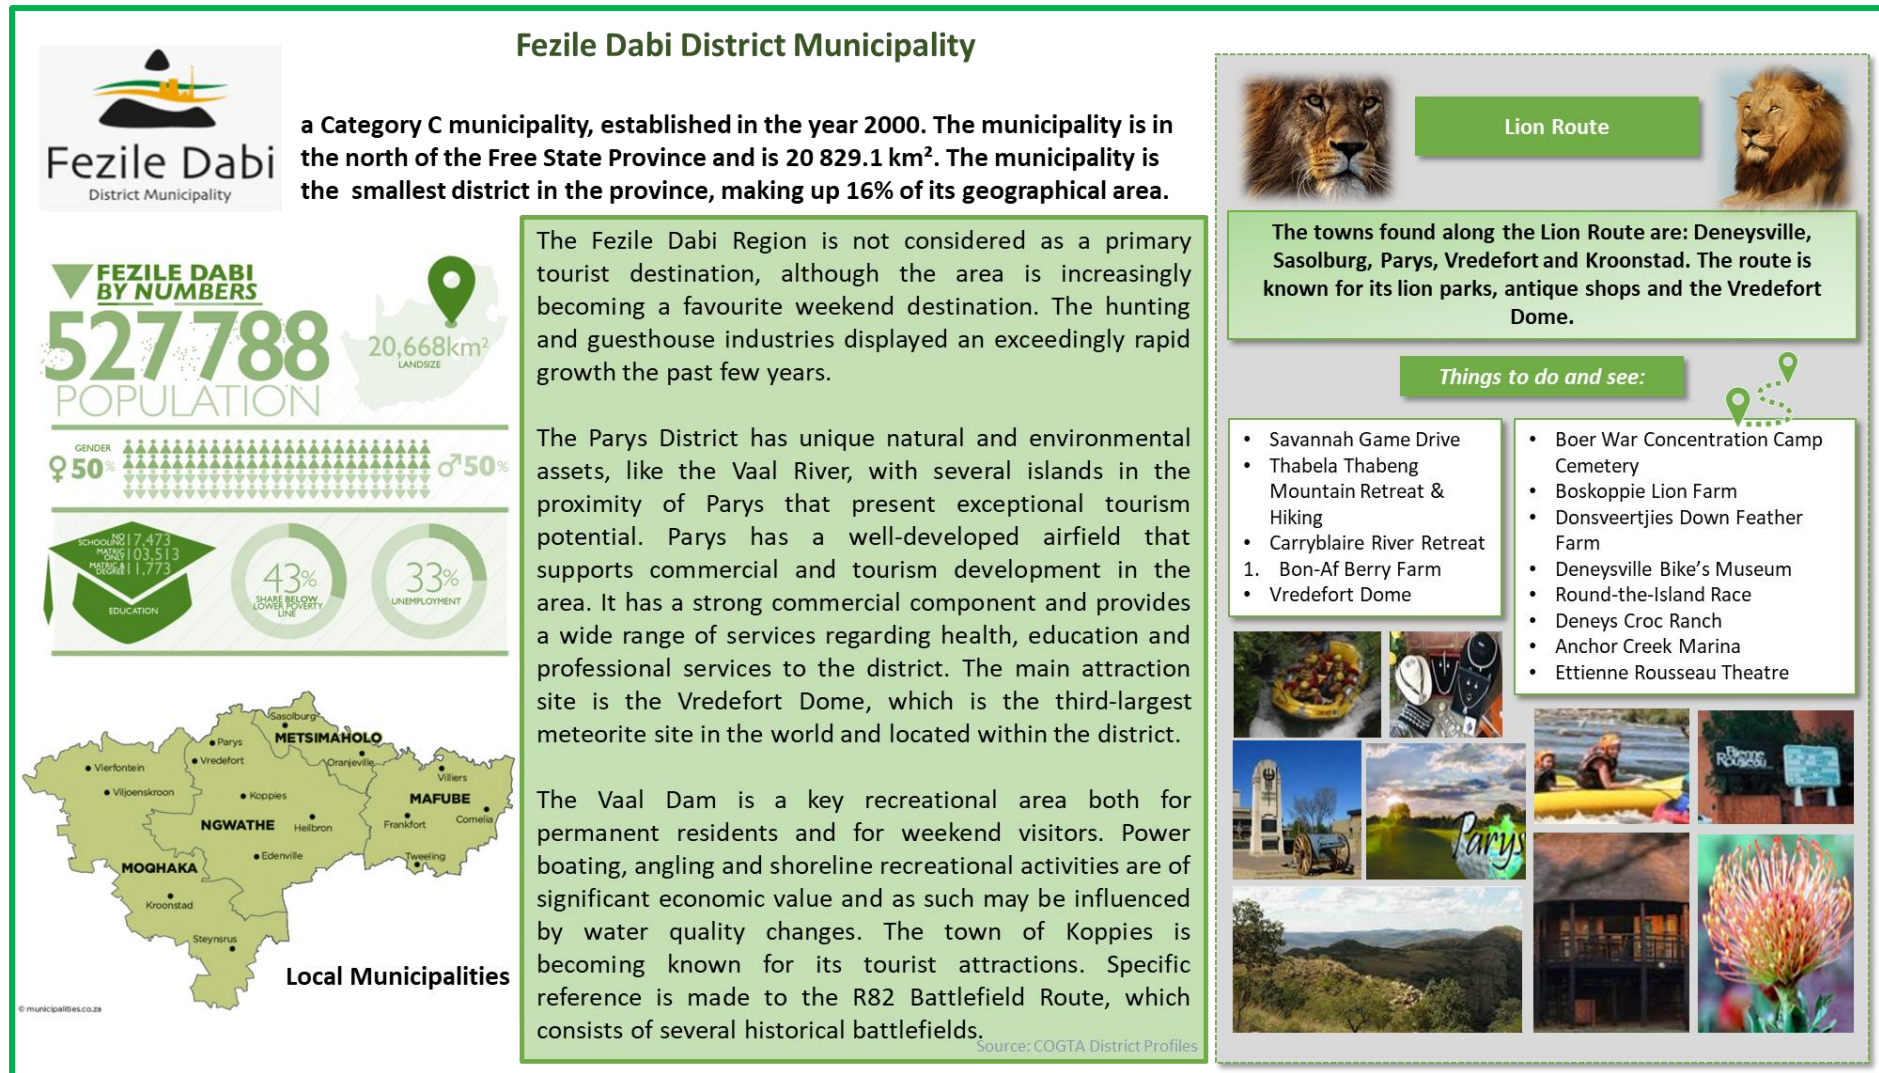 Fezile Dabi District Municipality
Fezile Dabi
District Municipality
a Category C municipality, established in the year 2000. The municipality is in
the north of the Free State Province and is 20 829.1 km². The municipality is
the smallest district in the province, making up 16% of its geographical area.
FEZILE DABI
BY NUMBERS
527 788
POPULATION
20,668km²
LANDSIZE
GENDER
♀50%
♂50%
NO SCHOOLING 17,473
MATRIC ONLY 103,513
MATRIC & DEGREE 11,773
EDUCATION
43%
SHARE BELOW
LOWER POVERTY
LINE
33%
UNEMPLOYMENT
Sasolburg
METSIMAHOLO
Parys
Vierfontein
Vredefort
Oranjeville
Villiers
Viljoenskroon
Koppies
MAFUBE
NGWATHE
Heilbron
Frankfort
Cornelia
Edenville
Tweeling
MOQHAKA
Kroonstad
Steynsrus
Local Municipalities
© municipalities.co.za
The Fezile Dabi Region is not considered as a primary
tourist destination, although the area is increasingly
becoming a favourite weekend destination. The hunting
and guesthouse industries displayed an exceedingly rapid
growth the past few years.
The Parys District has unique natural and environmental
assets, like the Vaal River, with several islands in the
proximity of Parys that present exceptional tourism
potential. Parys has a well-developed airfield that
supports commercial and tourism development in the
area. It has a strong commercial component and provides
a wide range of services regarding health, education and
professional services to the district. The main attraction
site is the Vredefort Dome, which is the third-largest
meteorite site in the world and located within the district.
The Vaal Dam is a key recreational area both for
permanent residents and for weekend visitors. Power
boating, angling and shoreline recreational activities are of
significant economic value and as such may be influenced
by water quality changes. The town of Koppies is
becoming known for its tourist attractions. Specific
reference is made to the R82 Battlefield Route, which
consists of several historical battlefields.
Source: COGTA District Profiles
Lion Route
The towns found along the Lion Route are: Deneysville,
Sasolburg, Parys, Vredefort and Kroonstad. The route is
known for its lion parks, antique shops and the Vredefort
Dome.
Things to do and see:
• Savannah Game Drive
• Thabela Thabeng
Mountain Retreat &
Hiking
• Carryblaire River Retreat
1. Bon-Af Berry Farm
• Vredefort Dome
• Boer War Concentration Camp
Cemetery
• Boskoppie Lion Farm
• Donsveertjies Down Feather
Farm
• Deneysville Bike's Museum
• Round-the-Island Race
• Deneys Croc Ranch
• Anchor Creek Marina
• Ettienne Rousseau Theatre
Parys
Etienne
Rousseau